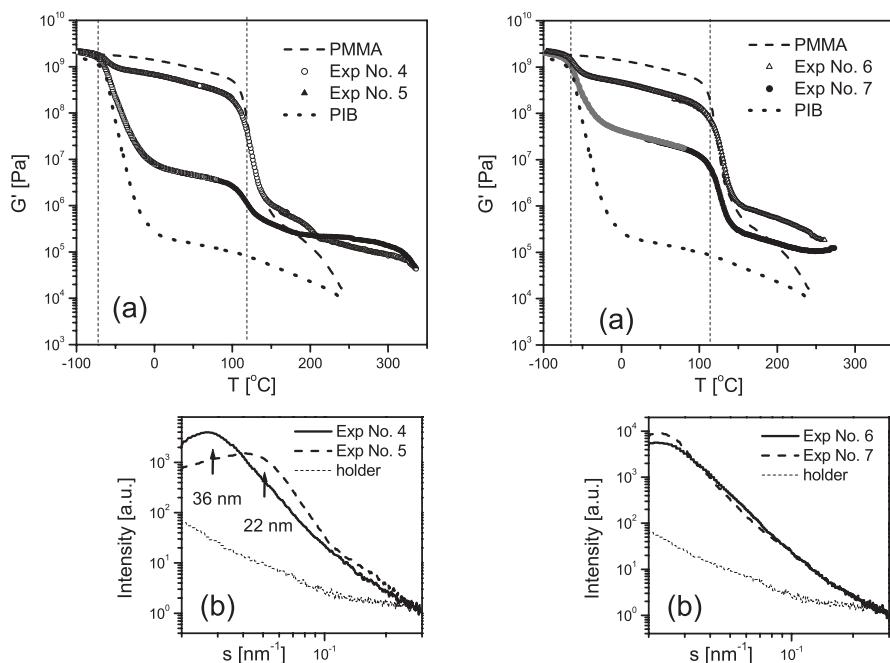 PMMA
Exp No. 4
Exp No. 5
PIB
G' [Pa]
10^10
10^9
10^8
10^7
10^6
10^5
10^4
10^3
(a)
-100 0 100 200 300
T [°C]
PMMA
Exp No. 6
Exp No. 7
PIB
G' [Pa]
10^10
10^9
10^8
10^7
10^6
10^5
10^4
10^3
(a)
-100 0 100 200 300
T [°C]
Exp No. 4
Exp No. 5
holder
Intensity [a.u.]
10^3
10^2
10^1
10^0
36 nm
22 nm
(b)
10^-1
s [nm^-1]
Exp No. 6
Exp No. 7
holder
Intensity [a.u.]
10^4
10^3
10^2
10^1
10^0
(b)
10^-1
s [nm^-1]